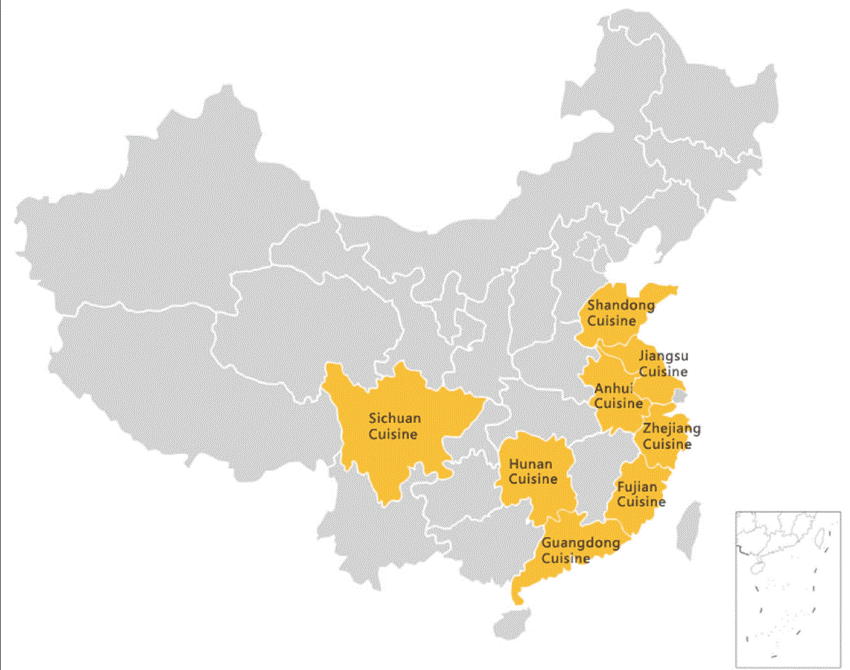 Shandong
Cuisine
Jiangsu
Cuisine
Anhui
Cuisine
Sichuan
Cuisine
Zhejiang
Cuisine
Hunan
Cuisine
Fujian
Cuisine
Guangdong
Cuisine